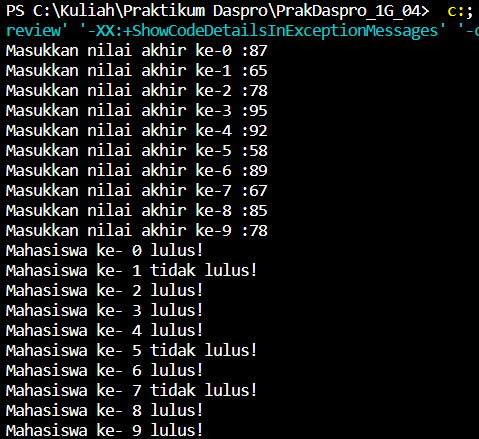 PS C:\Kuliah\Praktikum Daspro\PrakDaspro_1G_04>  c:;
review' '-XX:+ShowCodeDetailsInExceptionMessages' '-c
Masukkan nilai akhir ke-0 :87
Masukkan nilai akhir ke-1 :65
Masukkan nilai akhir ke-2 :78
Masukkan nilai akhir ke-3 :95
Masukkan nilai akhir ke-4 :92
Masukkan nilai akhir ke-5 :58
Masukkan nilai akhir ke-6 :89
Masukkan nilai akhir ke-7 :67
Masukkan nilai akhir ke-8 :85
Masukkan nilai akhir ke-9 :78
Mahasiswa ke- 0 lulus!
Mahasiswa ke- 1 tidak lulus!
Mahasiswa ke- 2 lulus!
Mahasiswa ke- 3 lulus!
Mahasiswa ke- 4 lulus!
Mahasiswa ke- 5 tidak lulus!
Mahasiswa ke- 6 lulus!
Mahasiswa ke- 7 tidak lulus!
Mahasiswa ke- 8 lulus!
Mahasiswa ke- 9 lulus!